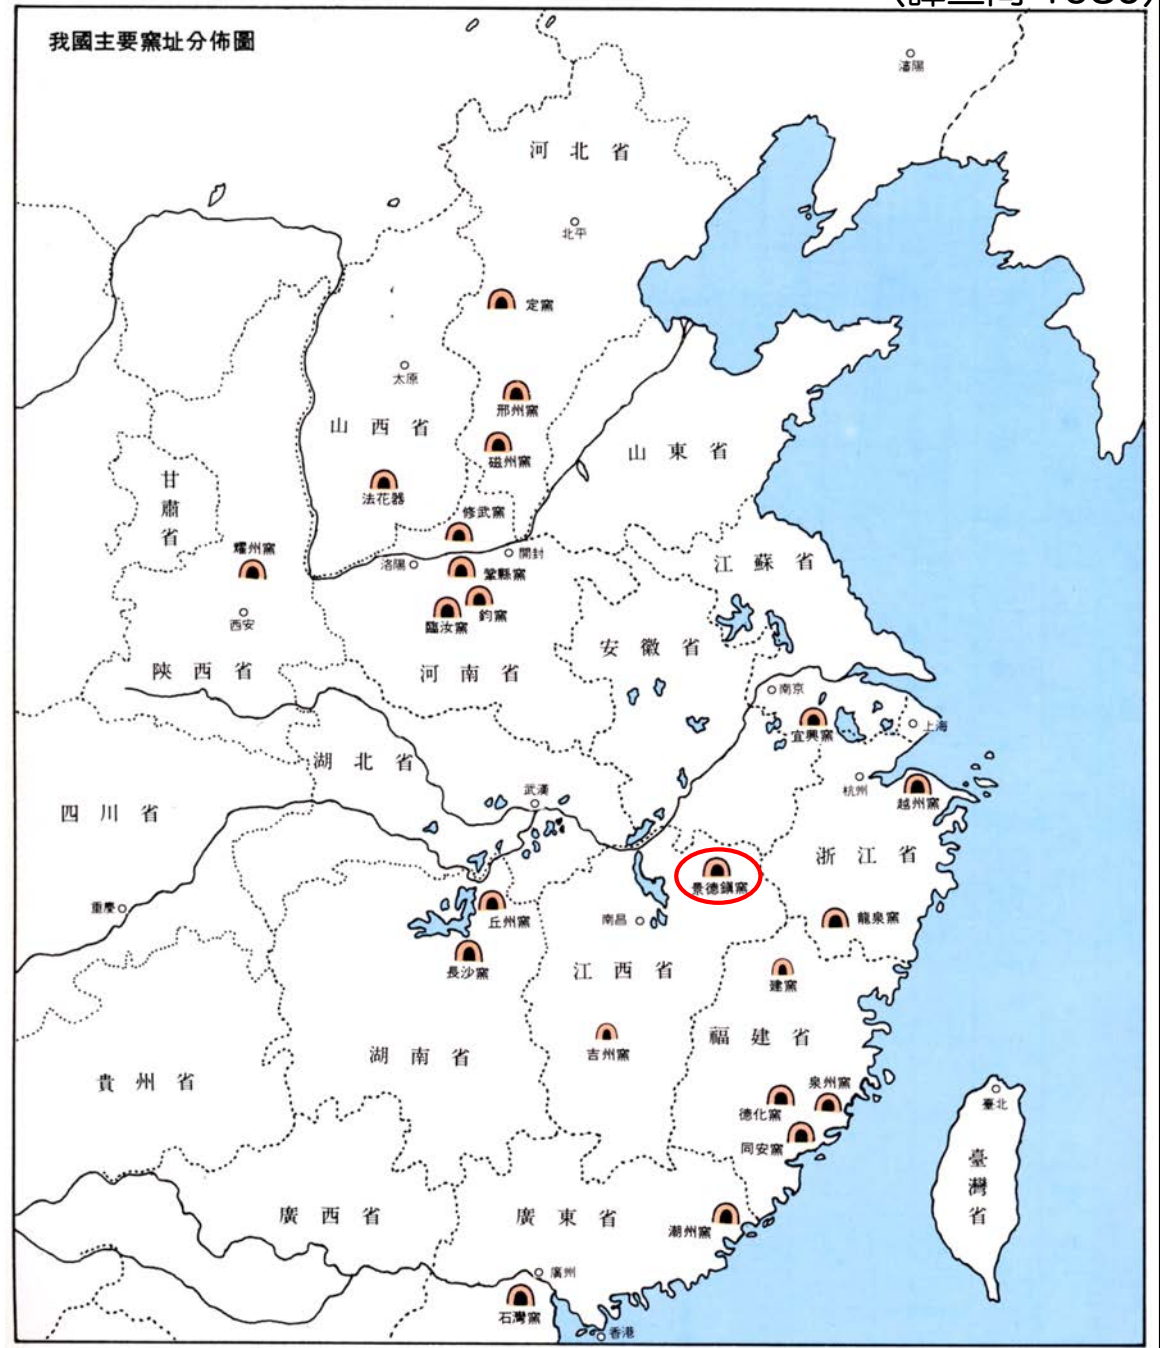 我國主要窯址分佈圖
瀋陽
河北省
北平
定窯
太原
邢州窯
山西省
磁州窯
山東省
法花器
甘肅省
修武窯
耀州窯
洛陽
開封
鞏縣窯
江蘇省
鈞窯
臨汝窯
西安
安徽省
陝西省
河南省
南京
上海
宜興窯
湖北省
武漢
杭州
越州窯
四川省
浙江省
景德鎮窯
重慶
丘州窯
南昌
龍泉窯
長沙窯
江西省
建窯
福建省
吉州窯
湖南省
貴州省
泉州窯
德化窯
臺北
同安窯
臺灣省
廣西省
廣東省
潮州窯
廣州
石灣窯
香港